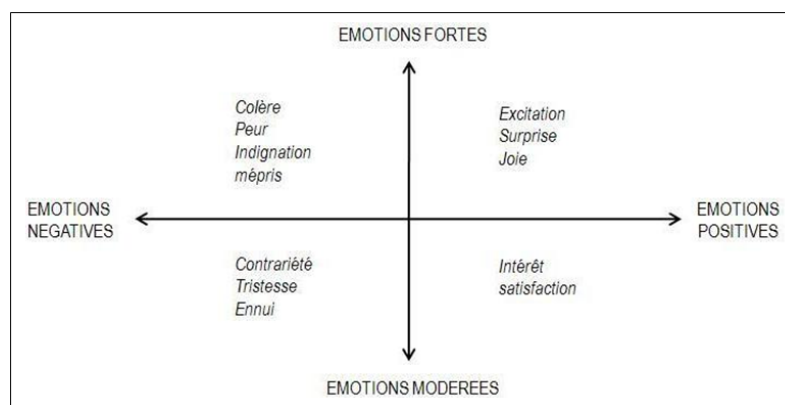 EMOTIONS FORTES
Colère
Peur
Indignation
mépris
Excitation
Surprise
Joie
EMOTIONS
NEGATIVES
EMOTIONS
POSITIVES
Contrariété
Tristesse
Ennui
Intérêt
satisfaction
EMOTIONS MODEREES